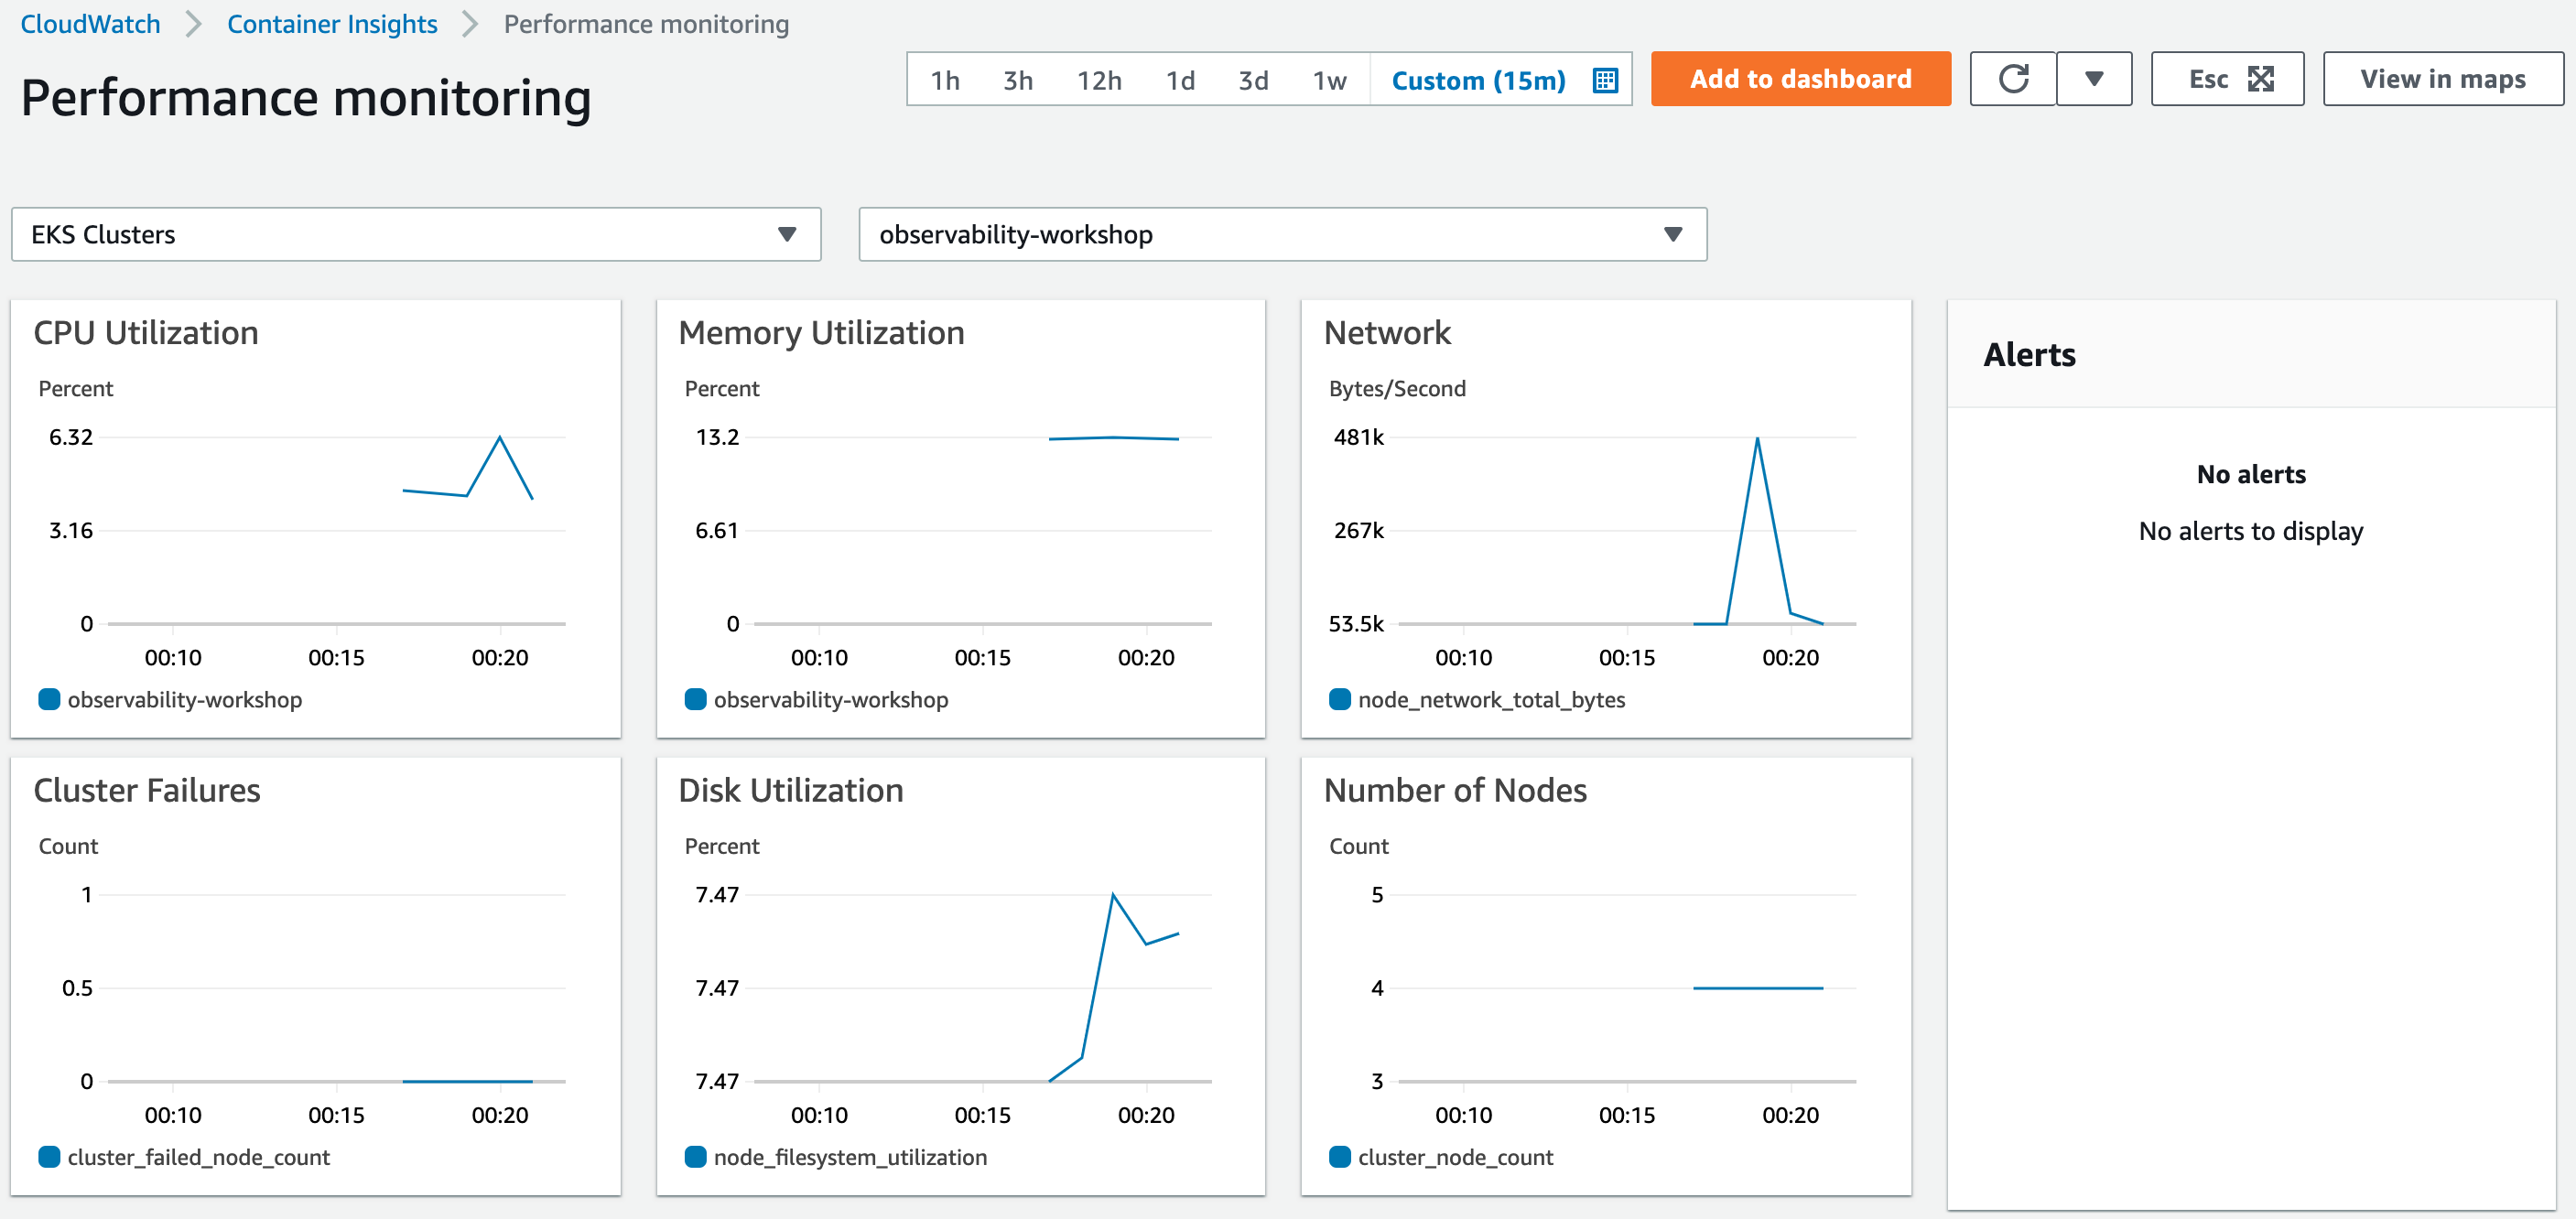 CloudWatch > Container Insights > Performance monitoring
Performance monitoring
1h 3h 12h 1d 3d 1w Custom (15m)
Add to dashboard
Esc
View in maps
EKS Clusters
observability-workshop
CPU Utilization
Percent
6.32
3.16
0
00:10 00:15 00:20
observability-workshop
Memory Utilization
Percent
13.2
6.61
0
00:10 00:15 00:20
observability-workshop
Network
Bytes/Second
481k
267k
53.5k
00:10 00:15 00:20
node_network_total_bytes
Alerts
No alerts
No alerts to display
Cluster Failures
Count
1
0.5
0
00:10 00:15 00:20
cluster_failed_node_count
Disk Utilization
Percent
7.47
7.47
7.47
00:10 00:15 00:20
node_filesystem_utilization
Number of Nodes
Count
5
4
3
00:10 00:15 00:20
cluster_node_count